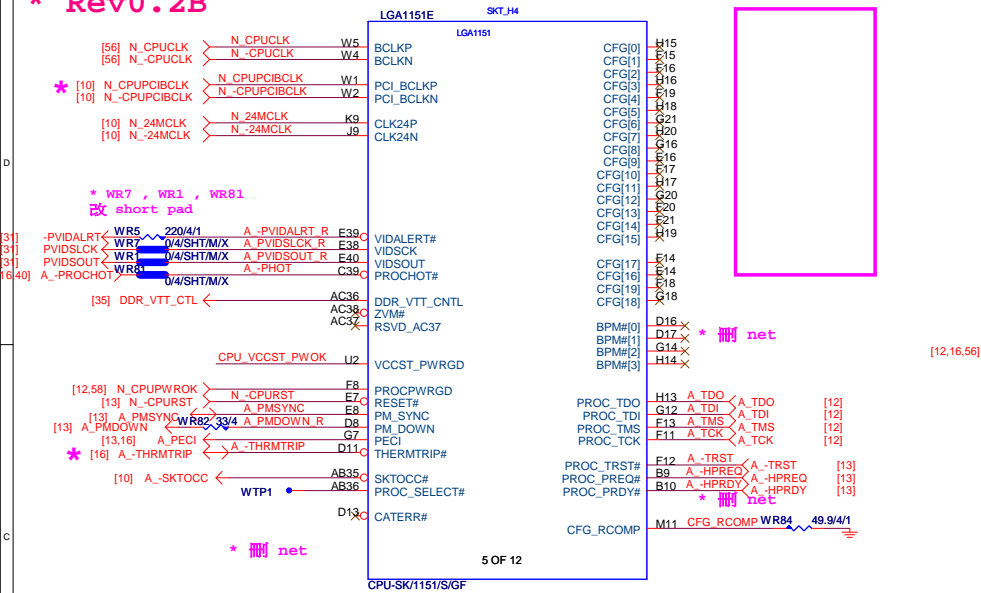 * Rev0.2B
LGA1151E
SKT_H4
LGA1151
[56] N_CPUCLK N_CPUCLK W5 BCLKP
[56] N_-CPUCLK N_-CPUCLK W4 BCLKN
* [10] N_CPUPCIBCLK N_CPUPCIBCLK W1 PCI_BCLKP
[10] N_-CPUPCIBCLK N_-CPUPCIBCLK W2 PCI_BCLKN
[10] N_24MCLK N_24MCLK K9 CLK24P
[10] N_-24MCLK N_-24MCLK J9 CLK24N
D
* WR7 , WR1 , WR81
改 short pad
[31] -PVIDALRT WR5 220/4/1 A_-PVIDALRT_R E39 VIDALERT#
[31] PVIDSLCK WR7 0/4/SHT/M/X A_PVIDSLCK_R E38 VIDSCK
[31] PVIDSOUT WR1 0/4/SHT/M/X A_PVIDSOUT_R E40 VIDSOUT
16,40] A_-PROCHOT WR81 0/4/SHT/M/X A_-PHOT C39 PROCHOT#
[35] DDR_VTT_CTL AC36 DDR_VTT_CNTL
AC38 ZVM#
AC37 RSVD_AC37
CPU_VCCST_PWOK U2 VCCST_PWRGD
[12,58] N_CPUPWROK F8 PROCPWRGD
[13] N_-CPURST N_-CPURST E7 RESET#
[13] A_PMSYNC A_PMSYNC E8 PM_SYNC
[13] A_PMDOWN WR82 33/4 A_PMDOWN_R D8 PM_DOWN
[13,16] A_PECI G7 PECI
* [16] A_-THRMTRIP A_-THRMTRIP D11 THERMTRIP#
[10] A_-SKTOCC AB35 SKTOCC#
WTP1 AB36 PROC_SELECT#
D13 CATERR#
C
* 刪 net
CFG[0] H15
CFG[1] F15
CFG[2] F16
CFG[3] H16
CFG[4] F19
CFG[5] H18
CFG[6] G21
CFG[7] H20
CFG[8] G16
CFG[9] E16
CFG[10] F17
CFG[11] H17
CFG[12] G20
CFG[13] F20
CFG[14] F21
CFG[15] H19
CFG[17] F14
CFG[16] E14
CFG[19] F18
CFG[18] G18
BPM#[0] D16
BPM#[1] D17 * 刪 net
BPM#[2] G14
BPM#[3] H14
[12,16,56]
PROC_TDO H13 A_TDO A_TDO [12]
PROC_TDI G12 A_TDI A_TDI [12]
PROC_TMS F13 A_TMS A_TMS [12]
PROC_TCK F11 A_TCK A_TCK [12]
PROC_TRST# F12 A_-TRST A_-TRST [13]
PROC_PREQ# B9 A_-HPREQ A_-HPREQ [13]
PROC_PRDY# B10 A_-HPRDY A_-HPRDY [13]
* 刪 net
CFG_RCOMP M11 CFG_RCOMP WR84 49.9/4/1
5 OF 12
CPU-SK/1151/S/GF